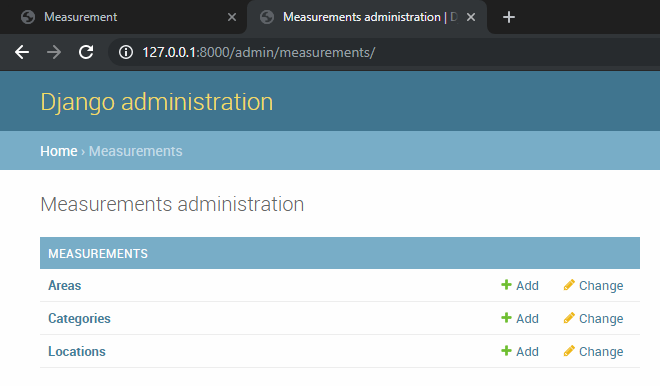 Measurement
Measurements administration | D
127.0.0.1:8000/admin/measurements/
Django administration
Home › Measurements
Measurements administration
MEASUREMENTS
Areas Add Change
Categories Add Change
Locations Add Change